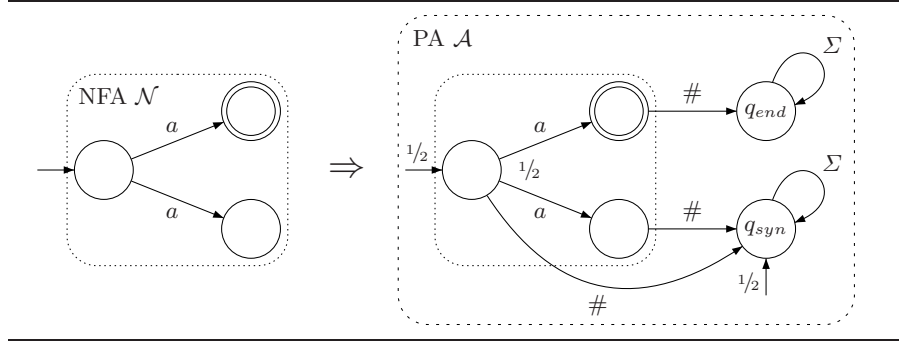 NFA 𝒩
a
a
⇒
PA 𝒜
1/2
a
1/2
a
#
q_end
Σ
#
q_syn
Σ
#
1/2